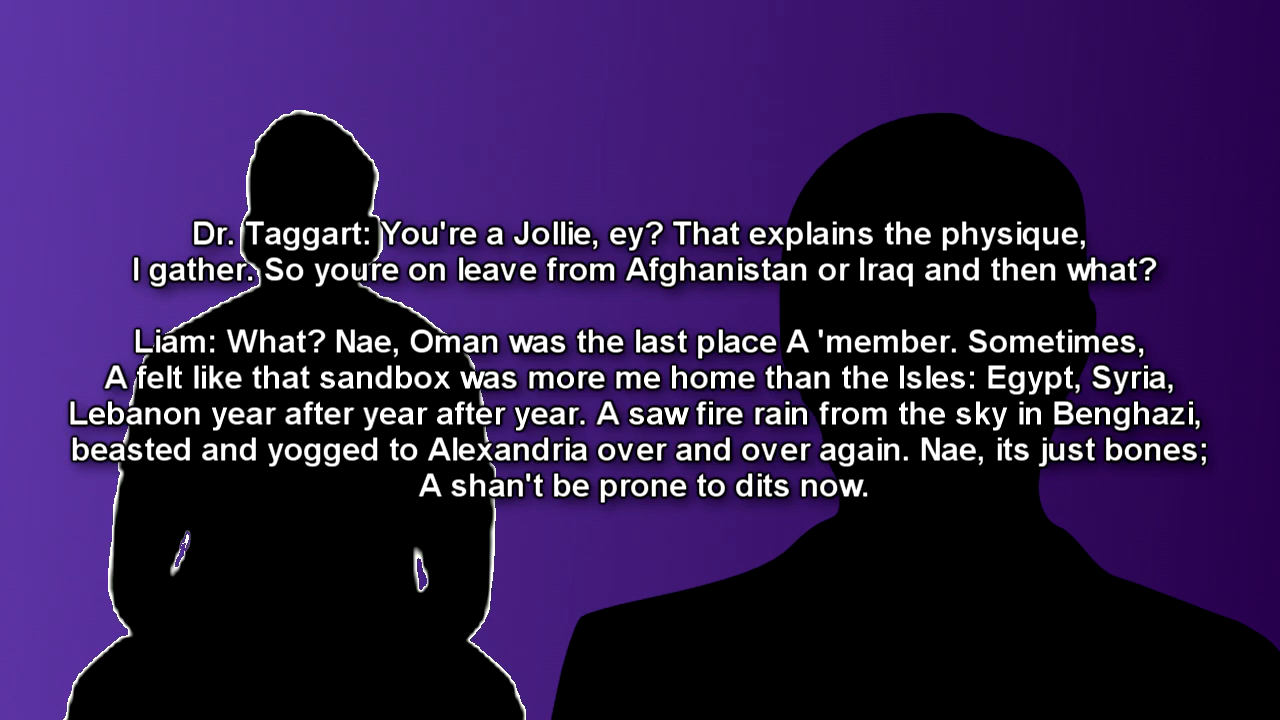 Dr. Taggart: You're a Jollie, ey? That explains the physique,
I gather. So youre on leave from Afghanistan or Iraq and then what?
Liam: What? Nae, Oman was the last place A 'member. Sometimes,
A felt like that sandbox was more me home than the Isles: Egypt, Syria,
Lebanon year after year after year. A saw fire rain from the sky in Benghazi,
beasted and yogged to Alexandria over and over again. Nae, its just bones;
A shan't be prone to dits now.